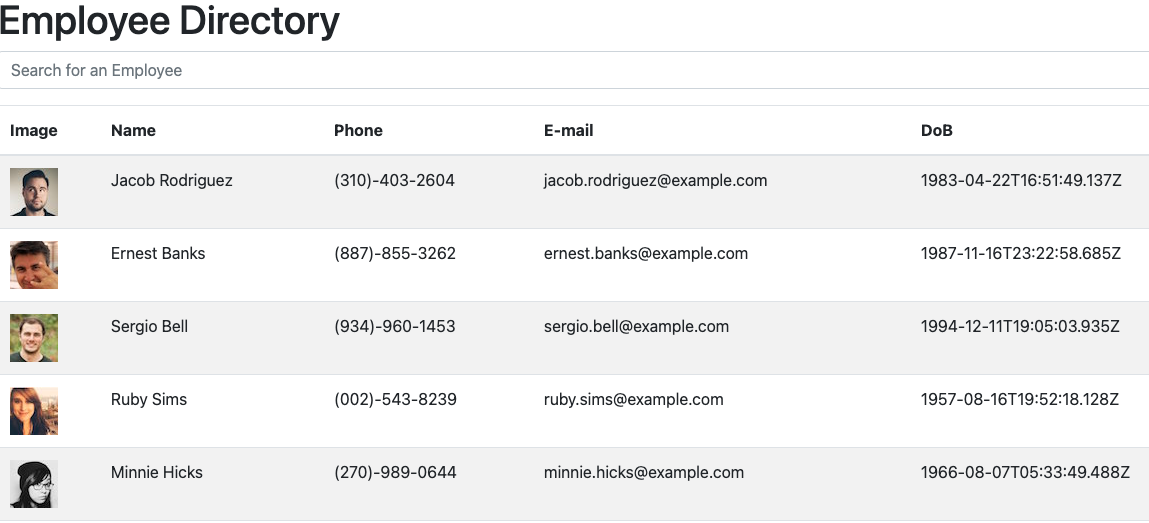 Employee Directory
Search for an Employee
Image Name Phone E-mail DoB
Jacob Rodriguez (310)-403-2604 jacob.rodriguez@example.com 1983-04-22T16:51:49.137Z
Ernest Banks (887)-855-3262 ernest.banks@example.com 1987-11-16T23:22:58.685Z
Sergio Bell (934)-960-1453 sergio.bell@example.com 1994-12-11T19:05:03.935Z
Ruby Sims (002)-543-8239 ruby.sims@example.com 1957-08-16T19:52:18.128Z
Minnie Hicks (270)-989-0644 minnie.hicks@example.com 1966-08-07T05:33:49.488Z